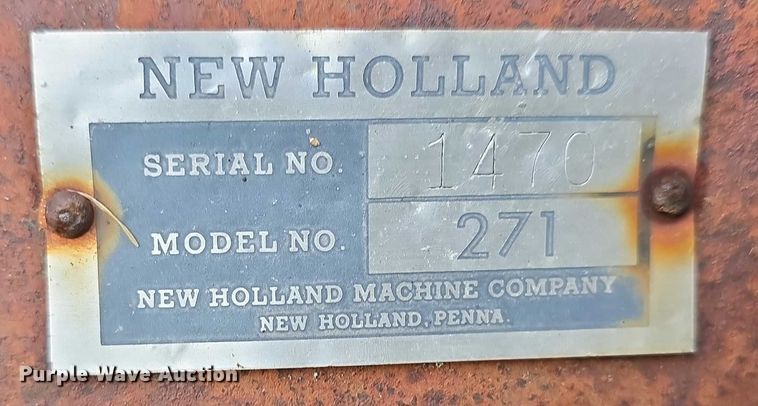 NEW HOLLAND
SERIAL NO. 1470
MODEL NO. 271
NEW HOLLAND MACHINE COMPANY
NEW HOLLAND, PENNA.
Purple Wave Auction